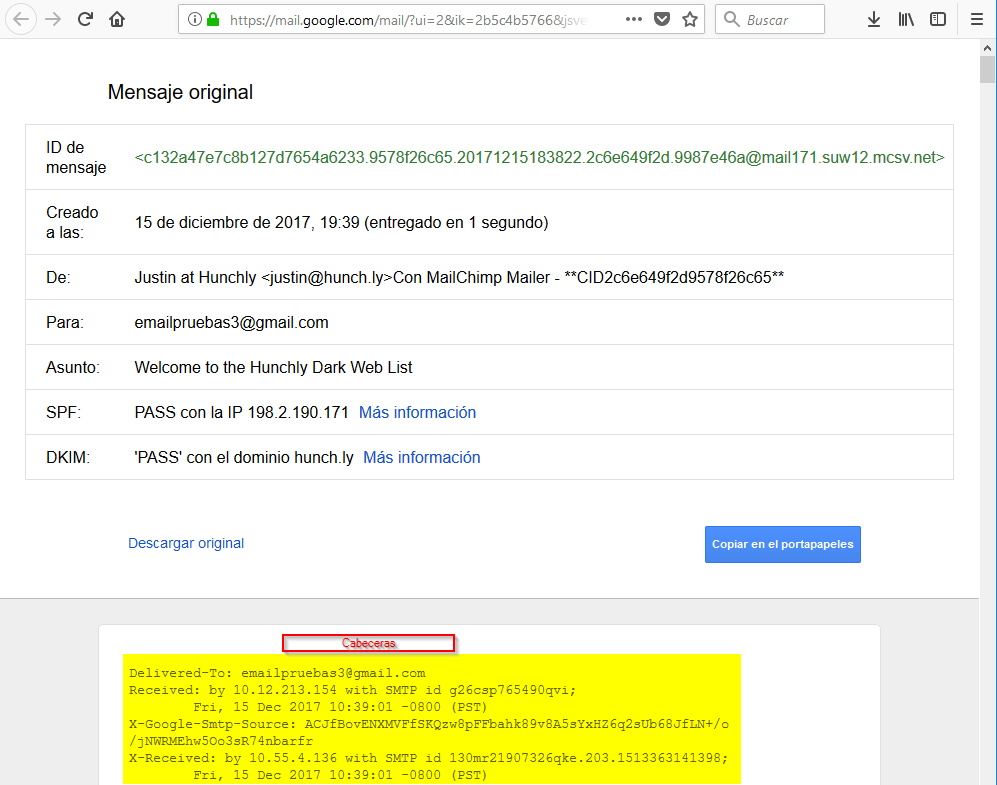 https://mail.google.com/mail/?ui=2&ik=2b5c4b5766&jsve
Buscar
Mensaje original
ID de mensaje
<c132a47e7c8b127d7654a6233.9578f26c65.20171215183822.2c6e649f2d.9987e46a@mail171.suw12.mcsv.net>
Creado a las:
15 de diciembre de 2017, 19:39 (entregado en 1 segundo)
De:
Justin at Hunchly <justin@hunch.ly>Con MailChimp Mailer - **CID2c6e649f2d9578f26c65**
Para:
emailpruebas3@gmail.com
Asunto:
Welcome to the Hunchly Dark Web List
SPF:
PASS con la IP 198.2.190.171 Más información
DKIM:
'PASS' con el dominio hunch.ly Más información
Descargar original
Copiar en el portapapeles
Cabeceras
Delivered-To: emailpruebas3@gmail.com
Received: by 10.12.213.154 with SMTP id g26csp765490qvi;
Fri, 15 Dec 2017 10:39:01 -0800 (PST)
X-Google-Smtp-Source: ACJfBovENXMVFfSKQzw8pFFbahk89v8A5sYxHZ6q2sUb68JfLN+/o
/jNWRMEhw5Oo3sR74nbarfr
X-Received: by 10.55.4.136 with SMTP id 130mr21907326qke.203.1513363141398;
Fri, 15 Dec 2017 10:39:01 -0800 (PST)